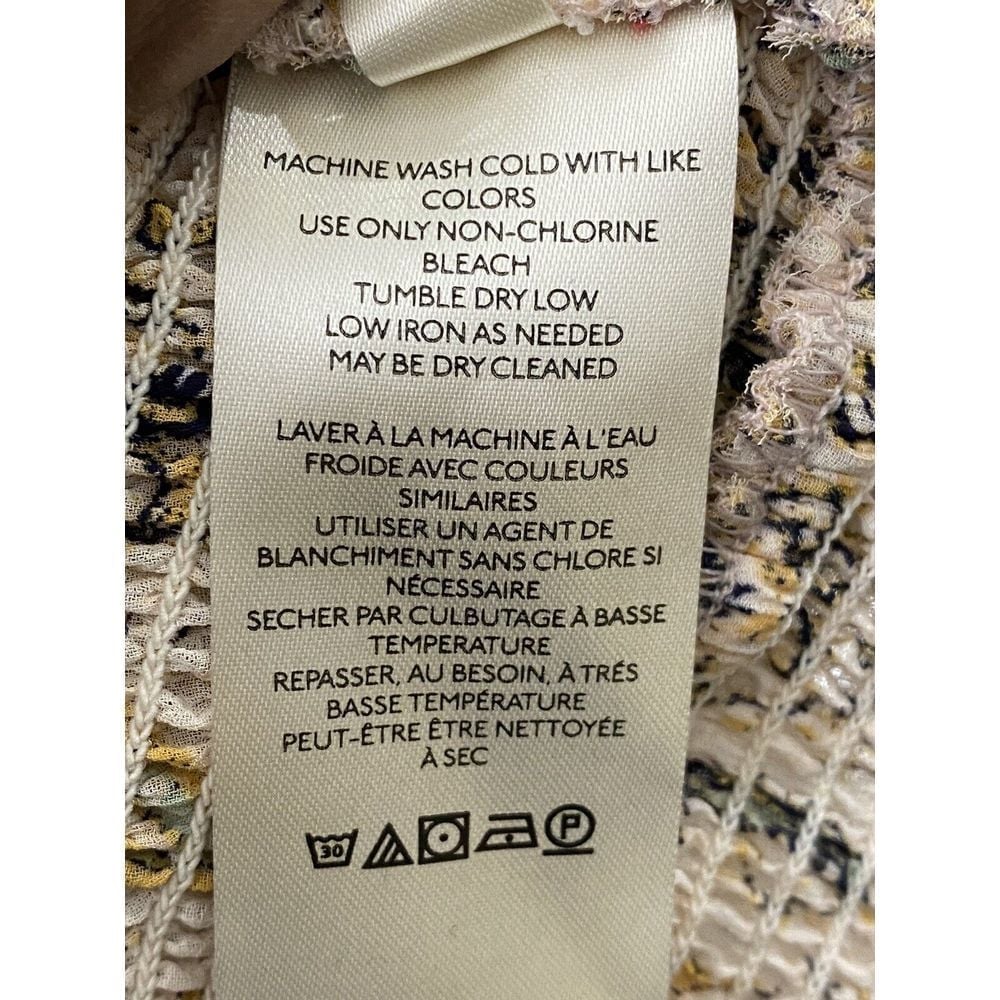 MACHINE WASH COLD WITH LIKE
COLORS
USE ONLY NON-CHLORINE
BLEACH
TUMBLE DRY LOW
LOW IRON AS NEEDED
MAY BE DRY CLEANED
LAVER À LA MACHINE À L'EAU
FROIDE AVEC COULEURS
SIMILAIRES
UTILISER UN AGENT DE
BLANCHIMENT SANS CHLORE SI
NÉCESSAIRE
SECHER PAR CULBUTAGE À BASSE
TEMPERATURE
REPASSER, AU BESOIN, À TRÉS
BASSE TEMPÉRATURE
PEUT-ÊTRE ÊTRE NETTOYÉE
À SEC
30 P